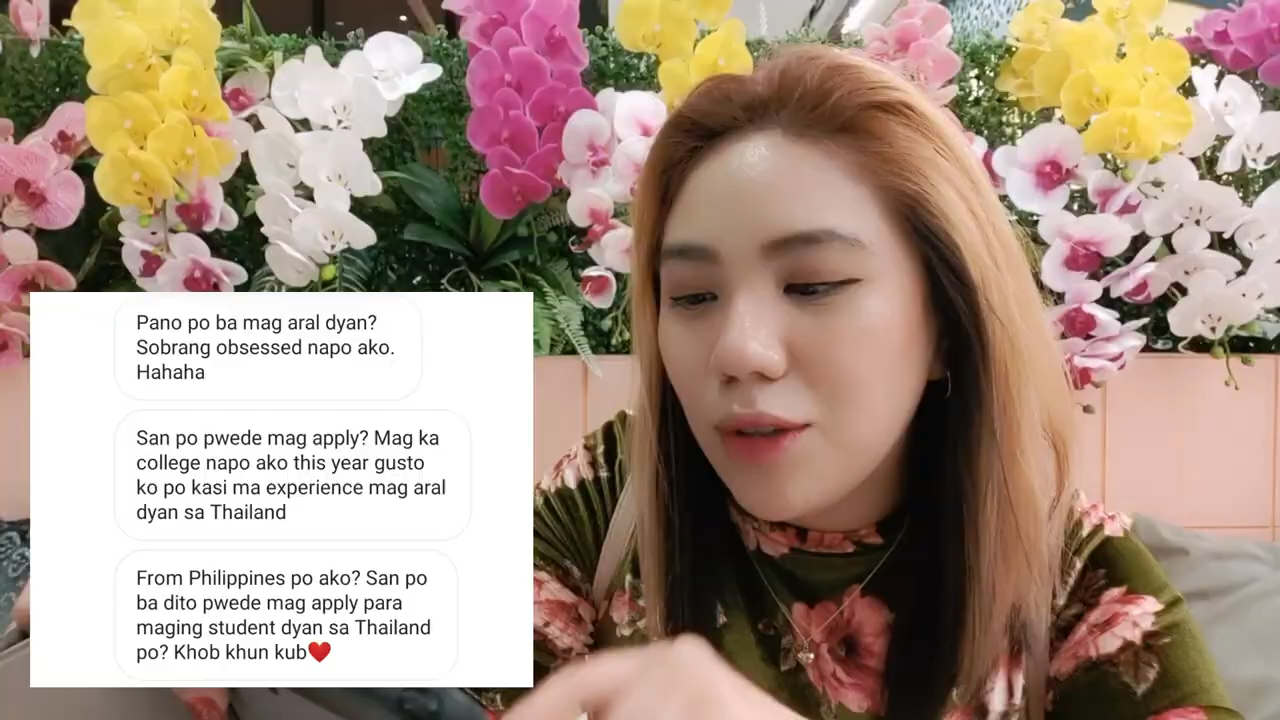 Pano po ba mag aral dyan?
Sobrang obsessed napo ako.
Hahaha
San po pwede mag apply? Mag ka
college napo ako this year gusto
ko po kasi ma experience mag aral
dyan sa Thailand
From Philippines po ako? San po
ba dito pwede mag apply para
maging student dyan sa Thailand
po? Khob khun kub❤️